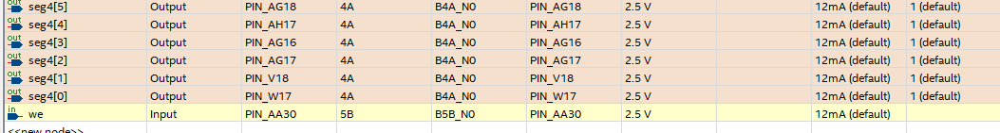 out seg4[5] Output PIN_AG18 4A B4A_N0 PIN_AG18 2.5 V 12mA (default) 1 (default)
out seg4[4] Output PIN_AH17 4A B4A_N0 PIN_AH17 2.5 V 12mA (default) 1 (default)
out seg4[3] Output PIN_AG16 4A B4A_N0 PIN_AG16 2.5 V 12mA (default) 1 (default)
out seg4[2] Output PIN_AG17 4A B4A_N0 PIN_AG17 2.5 V 12mA (default) 1 (default)
out seg4[1] Output PIN_V18 4A B4A_N0 PIN_V18 2.5 V 12mA (default) 1 (default)
out seg4[0] Output PIN_W17 4A B4A_N0 PIN_W17 2.5 V 12mA (default) 1 (default)
in we Input PIN_AA30 5B B5B_N0 PIN_AA30 2.5 V 12mA (default)
<<new node>>